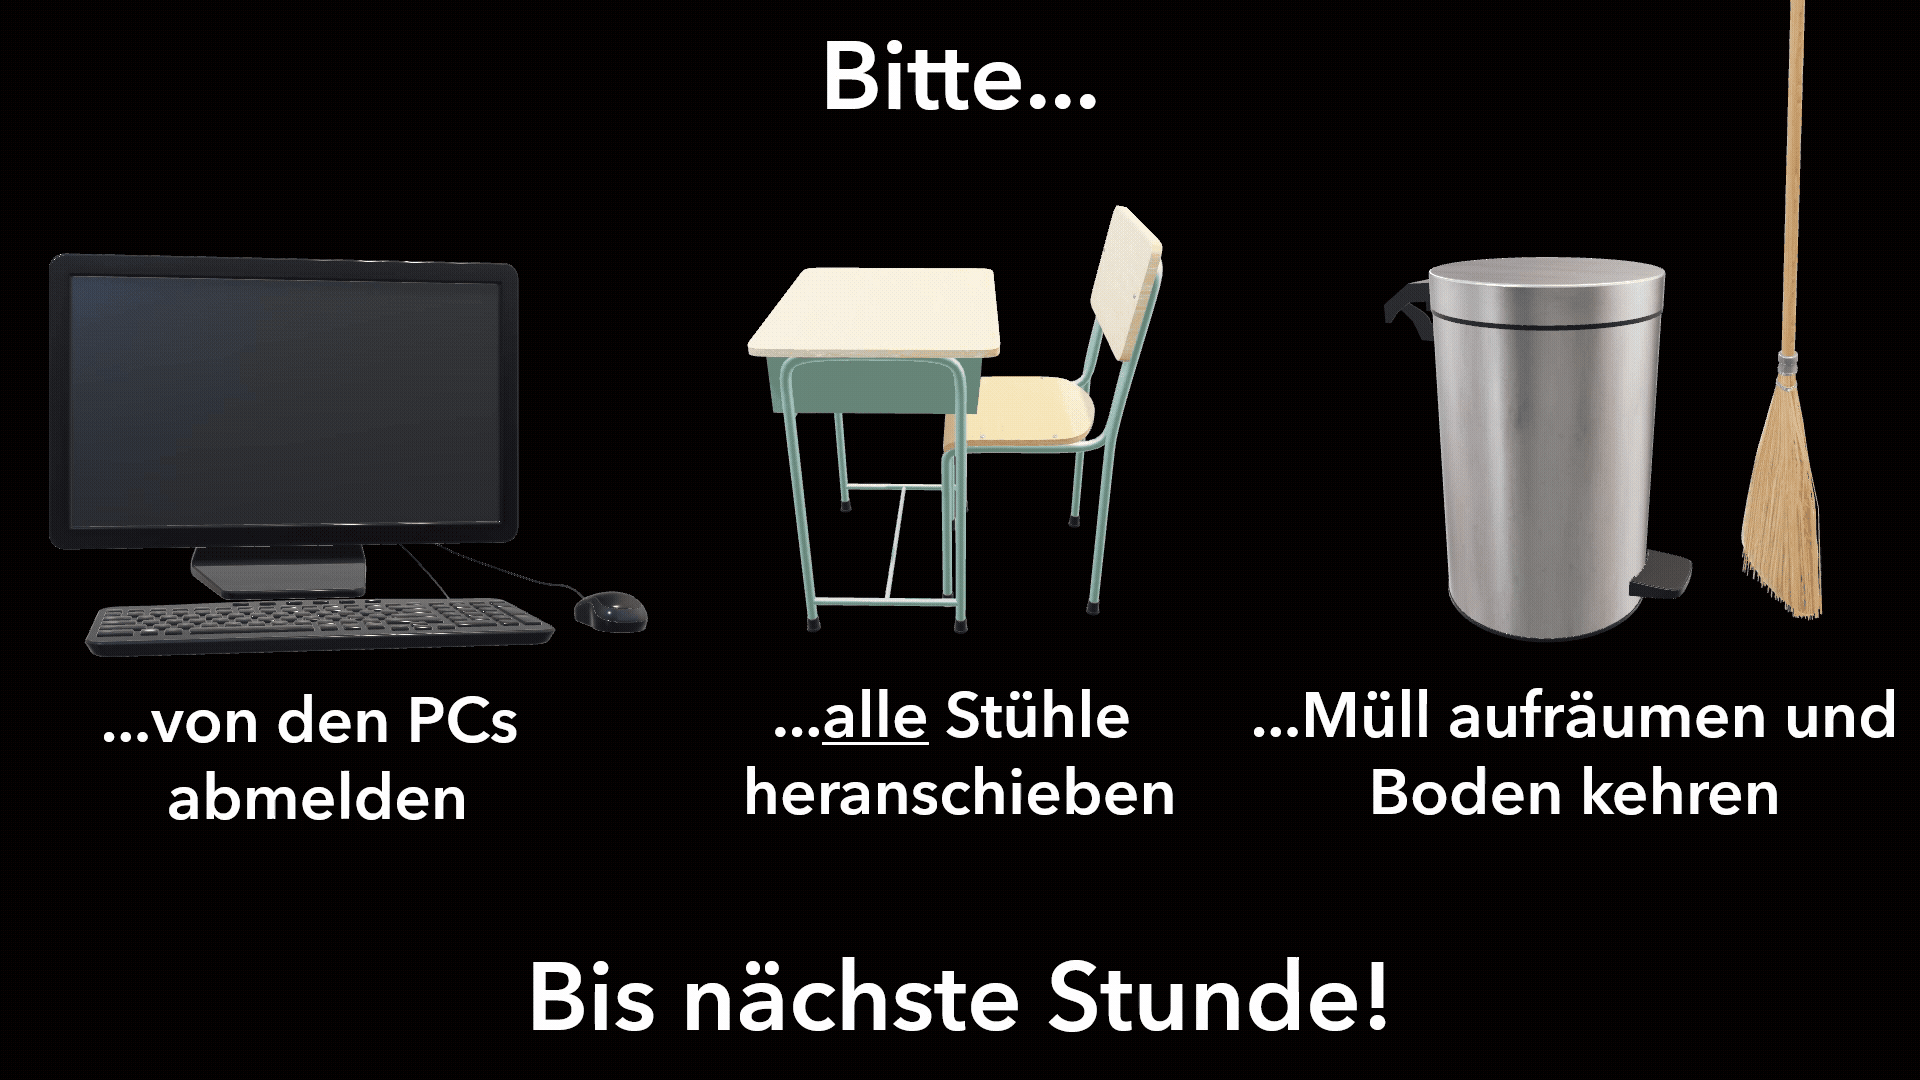 Bitte...
...von den PCs
abmelden
...alle Stühle
heranschieben
...Müll aufräumen und
Boden kehren
Bis nächste Stunde!